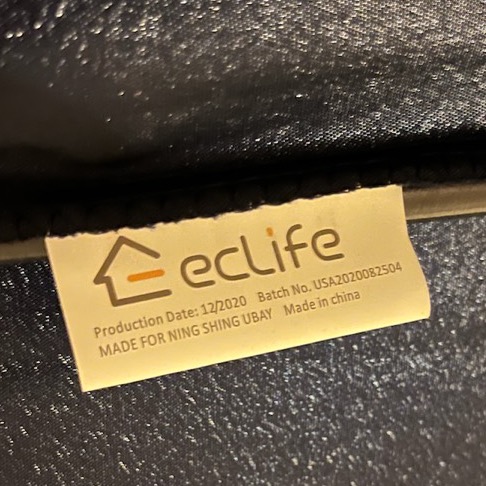 ecLife
Production Date: 12/2020 Batch No. USA2020082504
MADE FOR NING SHING UBAY Made in china